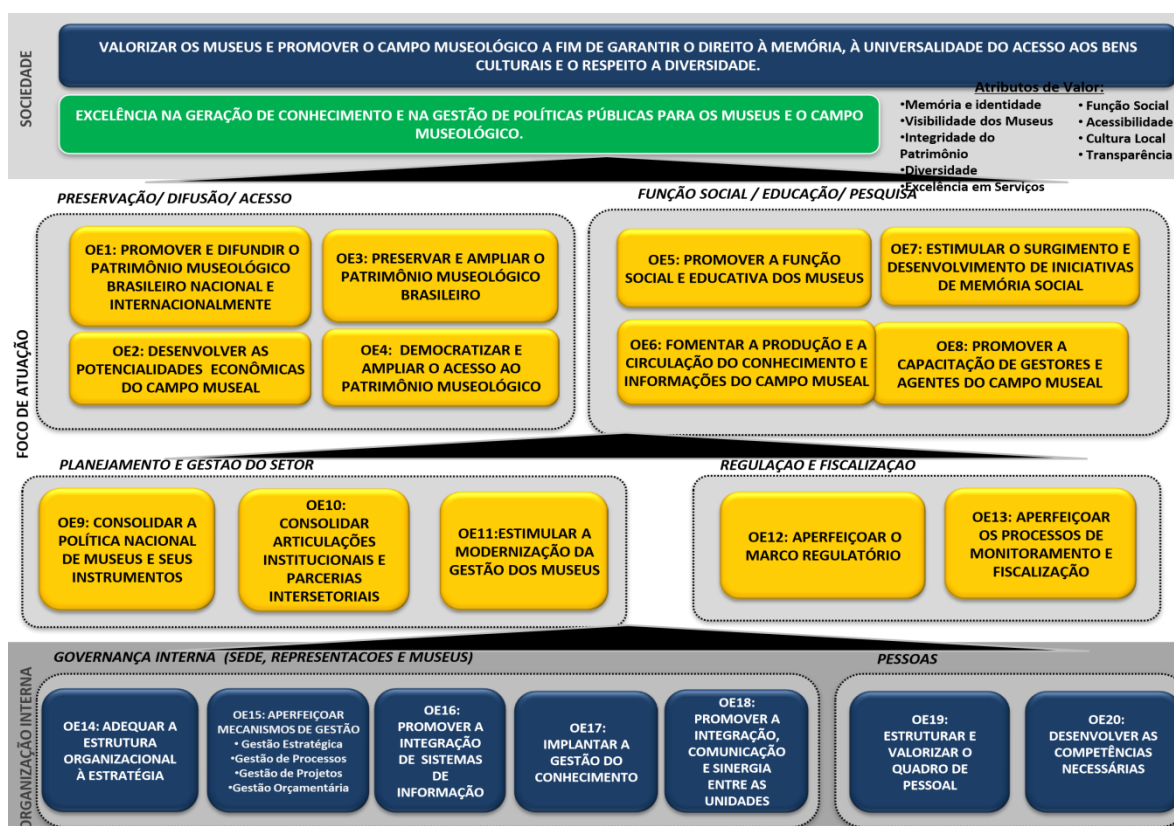 SOCIEDADE
VALORIZAR OS MUSEUS E PROMOVER O CAMPO MUSEOLÓGICO A FIM DE GARANTIR O DIREITO À MEMÓRIA, À UNIVERSALIDADE DO ACESSO AOS BENS
CULTURAIS E O RESPEITO A DIVERSIDADE.
EXCELÊNCIA NA GERAÇÃO DE CONHECIMENTO E NA GESTÃO DE POLÍTICAS PÚBLICAS PARA OS MUSEUS E O CAMPO
MUSEOLÓGICO.
Atributos de Valor:
•Memória e identidade
•Visibilidade dos Museus
•Integridade do
Patrimônio
•Diversidade
•Excelência em Serviços
• Função Social
• Acessibilidade
• Cultura Local
• Transparência
FOCO DE ATUAÇÃO
PRESERVAÇÃO/ DIFUSÃO/ ACESSO
OE1: PROMOVER E DIFUNDIR O
PATRIMÔNIO MUSEOLÓGICO
BRASILEIRO NACIONAL E
INTERNACIONALMENTE
OE3: PRESERVAR E AMPLIAR O
PATRIMÔNIO MUSEOLÓGICO
BRASILEIRO
OE2: DESENVOLVER AS
POTENCIALIDADES ECONÔMICAS
DO CAMPO MUSEAL
OE4: DEMOCRATIZAR E
AMPLIAR O ACESSO AO
PATRIMÔNIO MUSEOLÓGICO
FUNÇÃO SOCIAL / EDUCAÇÃO/ PESQUISA
OE5: PROMOVER A FUNÇÃO
SOCIAL E EDUCATIVA DOS MUSEUS
OE7: ESTIMULAR O SURGIMENTO E
DESENVOLVIMENTO DE INICIATIVAS
DE MEMÓRIA SOCIAL
OE6: FOMENTAR A PRODUÇÃO E A
CIRCULAÇÃO DO CONHECIMENTO E
INFORMAÇÕES DO CAMPO MUSEAL
OE8: PROMOVER A
CAPACITAÇÃO DE GESTORES E
AGENTES DO CAMPO MUSEAL
PLANEJAMENTO E GESTÃO DO SETOR
OE9: CONSOLIDAR A
POLÍTICA NACIONAL
DE MUSEUS E SEUS
INSTRUMENTOS
OE10:
CONSOLIDAR
ARTICULAÇÕES
INSTITUCIONAIS E
PARCERIAS
INTERSETORIAIS
OE11:ESTIMULAR A
MODERNIZAÇÃO DA
GESTÃO DOS MUSEUS
REGULAÇAO E FISCALIZAÇÃO
OE12: APERFEIÇOAR O
MARCO REGULATÓRIO
OE13: APERFEIÇOAR
OS PROCESSOS DE
MONITORAMENTO E
FISCALIZAÇÃO
ORGANIZAÇÃO INTERNA
GOVERNANÇA INTERNA (SEDE, REPRESENTACOES E MUSEUS)
OE14: ADEQUAR A
ESTRUTURA
ORGANIZACIONAL
À ESTRATÉGIA
OE15: APERFEIÇOAR
MECANISMOS DE GESTÃO
• Gestão Estratégica
•Gestão de Processos
•Gestão de Projetos
•Gestão Orçamentária
OE16:
PROMOVER A
INTEGRAÇÃO
DE SISTEMAS
DE
INFORMAÇÃO
OE17:
IMPLANTAR A
GESTÃO DO
CONHECIMENTO
OE18:
PROMOVER A
INTEGRAÇÃO,
COMUNICAÇÃO
E SINERGIA
ENTRE AS
UNIDADES
PESSOAS
OE19:
ESTRUTURAR E
VALORIZAR O
QUADRO DE
PESSOAL
OE20:
DESENVOLVER AS
COMPETÊNCIAS
NECESSÁRIAS